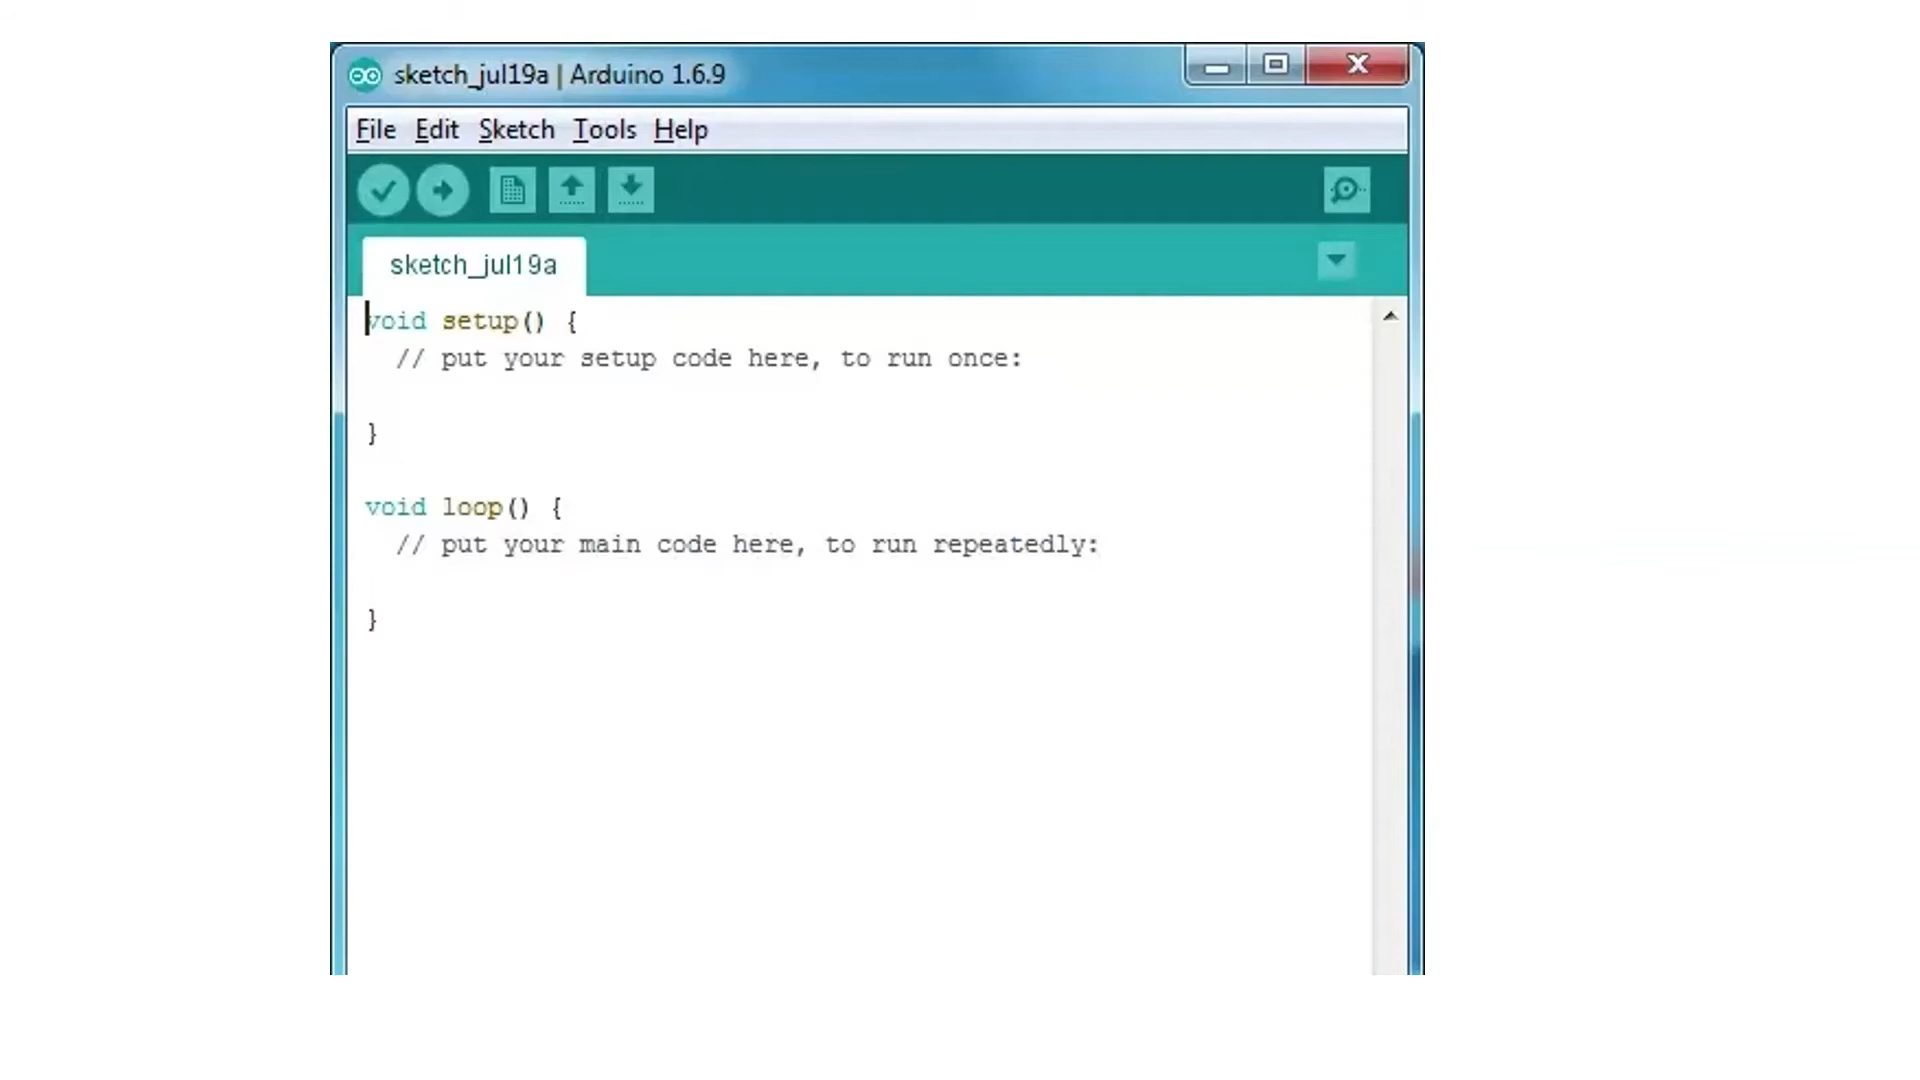 sketch_jul19a | Arduino 1.6.9
File Edit Sketch Tools Help
sketch_jul19a
void setup() {
  // put your setup code here, to run once:
}
void loop() {
  // put your main code here, to run repeatedly:
}